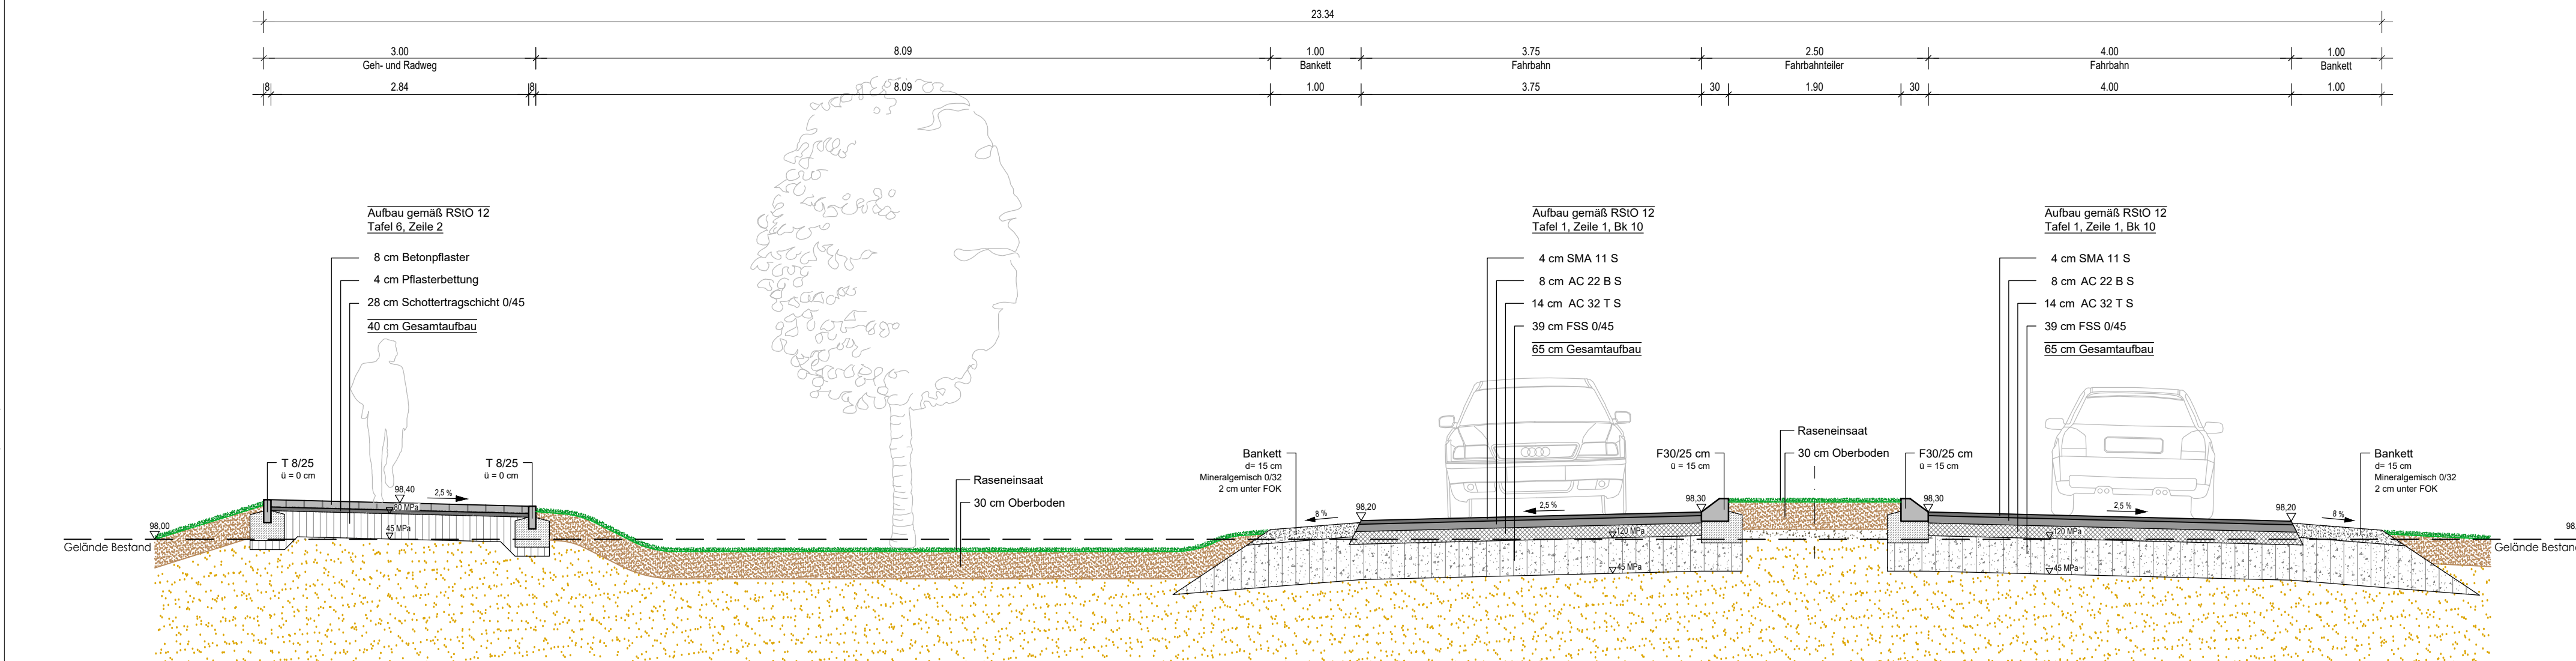 23.34
3.00
8.09
1.00
3.75
2.50
4.00
1.00
Geh- und Radweg
Bankett
Fahrbahn
Fahrbahnteiler
Fahrbahn
Bankett
8
2.84
8
8.09
1.00
3.75
30
1.90
30
4.00
1.00
Aufbau gemäß RStO 12
Tafel 6, Zeile 2
8 cm Betonpflaster
4 cm Pflasterbettung
28 cm Schottertragschicht 0/45
40 cm Gesamtaufbau
Aufbau gemäß RStO 12
Tafel 1, Zeile 1, Bk 10
4 cm SMA 11 S
8 cm AC 22 B S
14 cm AC 32 T S
39 cm FSS 0/45
65 cm Gesamtaufbau
Aufbau gemäß RStO 12
Tafel 1, Zeile 1, Bk 10
4 cm SMA 11 S
8 cm AC 22 B S
14 cm AC 32 T S
39 cm FSS 0/45
65 cm Gesamtaufbau
T 8/25
ü = 0 cm
T 8/25
ü = 0 cm
98,40
2,5 %
80 MPa
45 MPa
98,00
Gelände Bestand
Raseneinsaat
30 cm Oberboden
Bankett
d= 15 cm
Mineralgemisch 0/32
2 cm unter FOK
8 %
98,20
2,5 %
98,30
120 MPa
45 MPa
F30/25 cm
ü = 15 cm
Raseneinsaat
30 cm Oberboden
F30/25 cm
ü = 15 cm
98,30
2,5 %
98,20
120 MPa
45 MPa
8 %
Bankett
d= 15 cm
Mineralgemisch 0/32
2 cm unter FOK
98,
Gelände Bestan